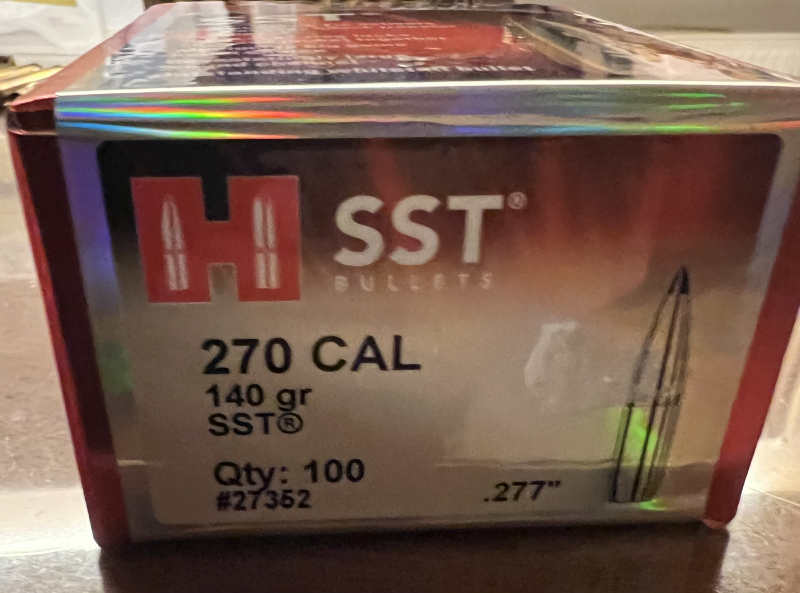 H
SST®
BULLETS
270 CAL
140 gr
SST®
Qty: 100
#27352
.277"